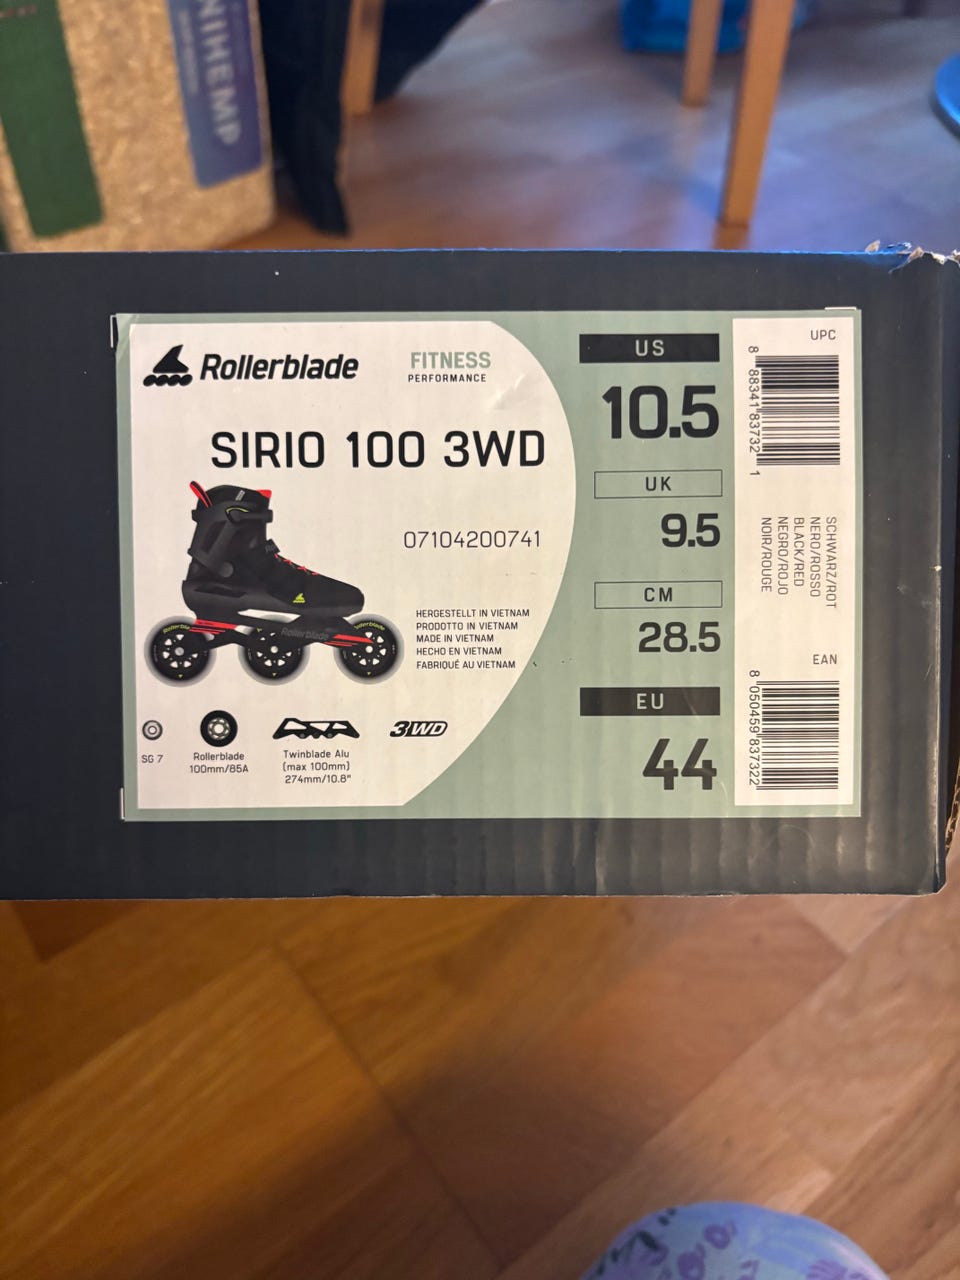 NIHEMP
Rollerblade
FITNESS
PERFORMANCE
SIRIO 100 3WD
07104200741
HERGESTELLT IN VIETNAM
PRODOTTO IN VIETNAM
MADE IN VIETNAM
HECHO EN VIETNAM
FABRIQUÉ AU VIETNAM
Rollerblade
Rollerblade
SG 7
Rollerblade
100mm/85A
Twinblade Alu
(max 100mm)
274mm/10.8"
3WD
US
10.5
UK
9.5
CM
28.5
EU
44
UPC
8 88341 83732 1
SCHWARZ/ROT
NERO/ROSSO
BLACK/RED
NEGRO/ROJO
NOIR/ROUGE
EAN
8 050459 837322